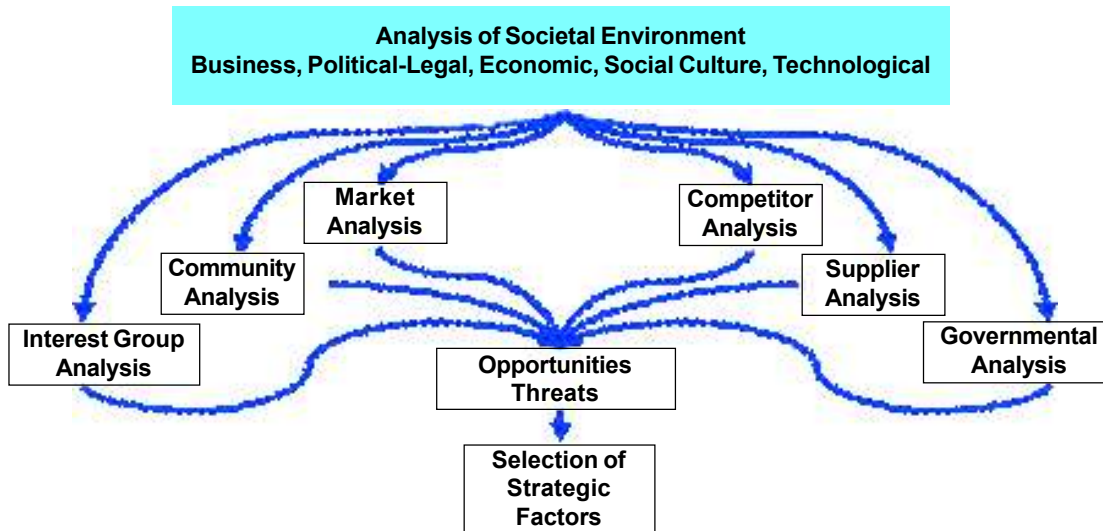 Analysis of Societal Environment
Business, Political-Legal, Economic, Social Culture, Technological
Market
Analysis
Competitor
Analysis
Community
Analysis
Supplier
Analysis
Interest Group
Analysis
Governmental
Analysis
Opportunities
Threats
Selection of
Strategic
Factors